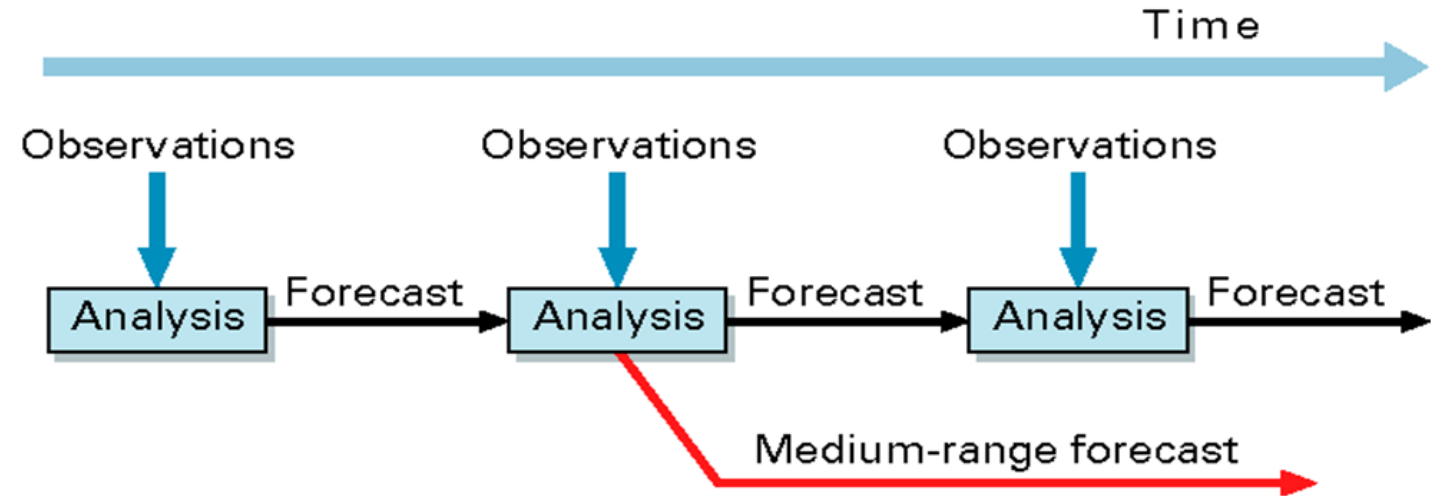 Time
Observations Observations Observations
Forecast Forecast Forecast
Analysis Analysis Analysis
Medium-range forecast